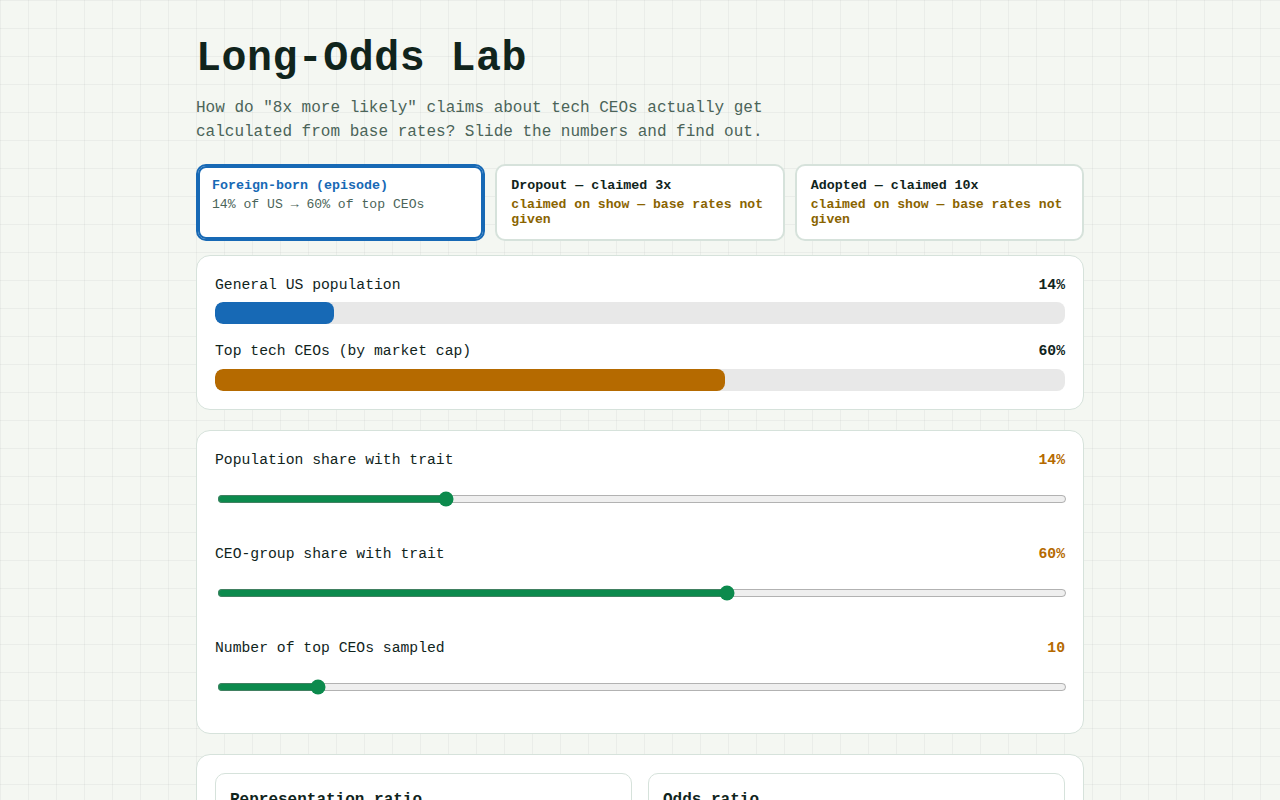 Long-Odds Lab
How do "8x more likely" claims about tech CEOs actually get
calculated from base rates? Slide the numbers and find out.
Foreign-born (episode)
14% of US → 60% of top CEOs
Dropout — claimed 3x
claimed on show — base rates not
given
Adopted — claimed 10x
claimed on show — base rates not
given
General US population 14%
Top tech CEOs (by market cap) 60%
Population share with trait 14%
CEO-group share with trait 60%
Number of top CEOs sampled 10
Representation ratio
Odds ratio